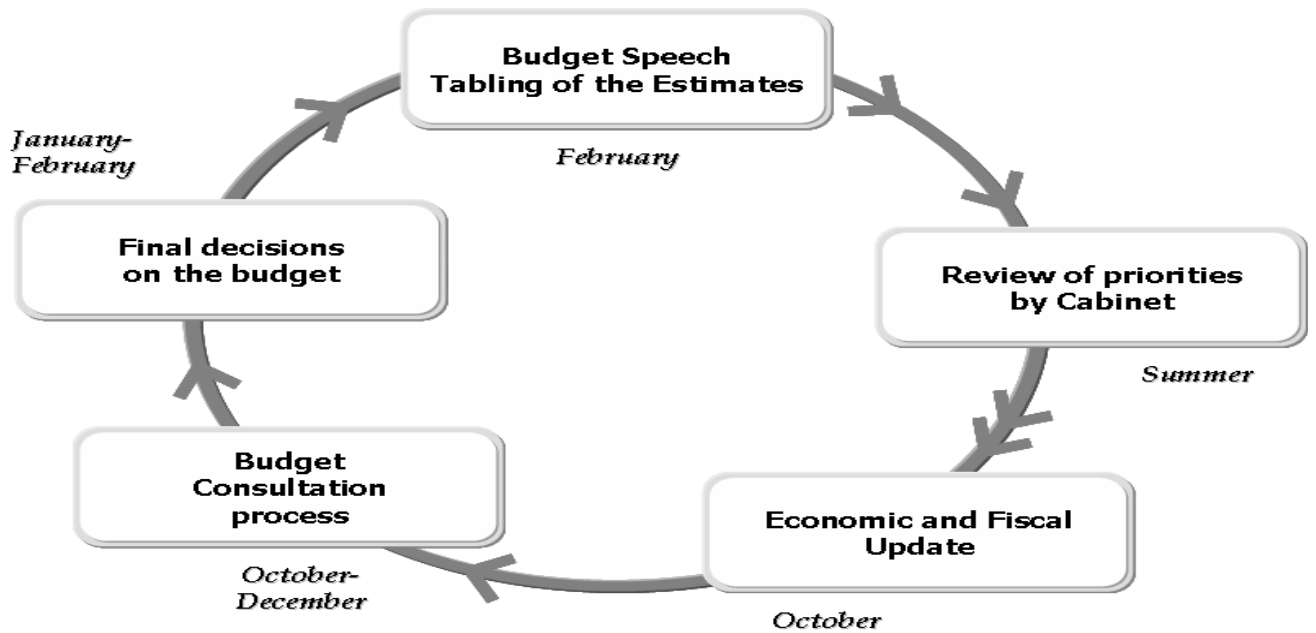 Budget Speech
Tabling of the Estimates
February
Review of priorities
by Cabinet
Summer
Economic and Fiscal
Update
October
Budget
Consultation
process
October-
December
Final decisions
on the budget
January-
February